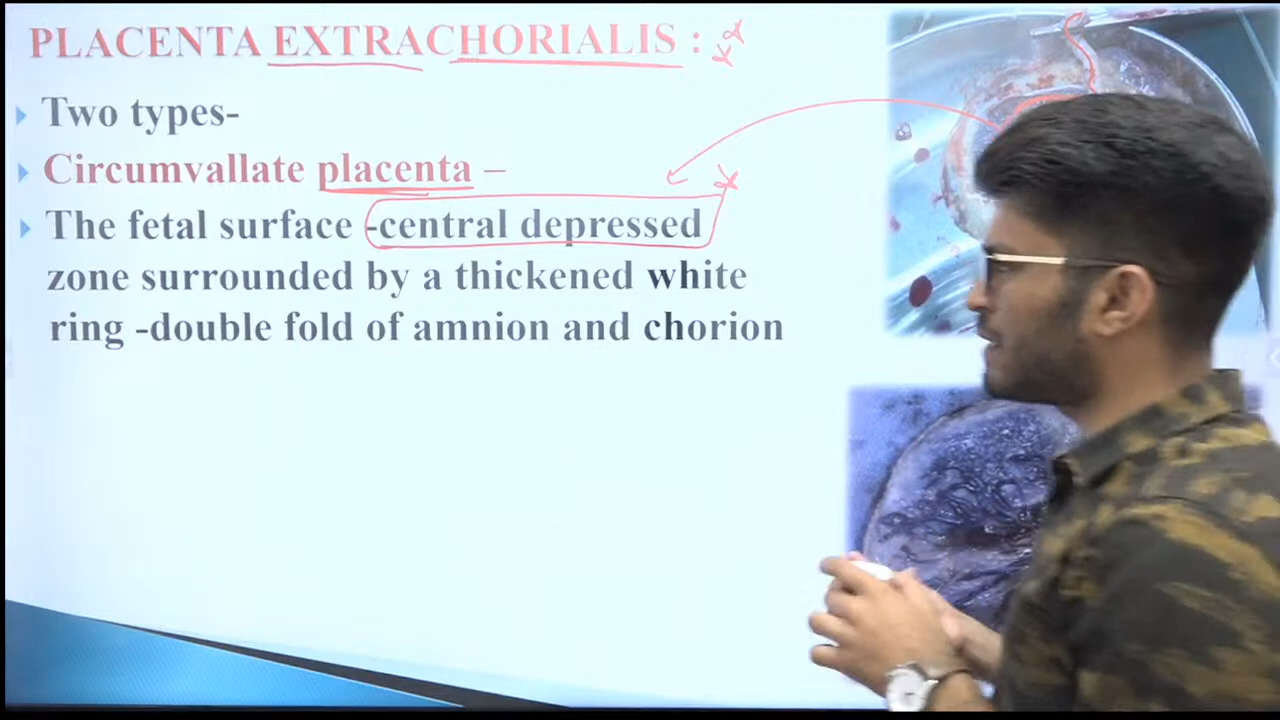 PLACENTA EXTRACHORIALIS :
Two types-
Circumvallate placenta –
The fetal surface -central depressed
zone surrounded by a thickened white
ring -double fold of amnion and chorion